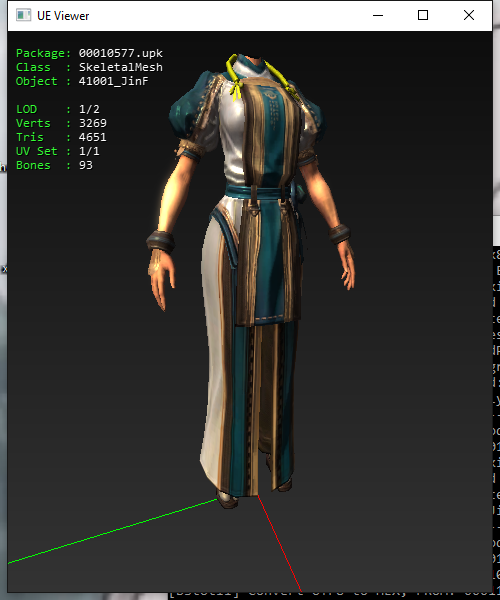 UE Viewer
Package: 00010577.upk
Class : SkeletalMesh
Object : 41001_JinF
LOD : 1/2
Verts : 3269
Tris : 4651
UV Set : 1/1
Bones : 93